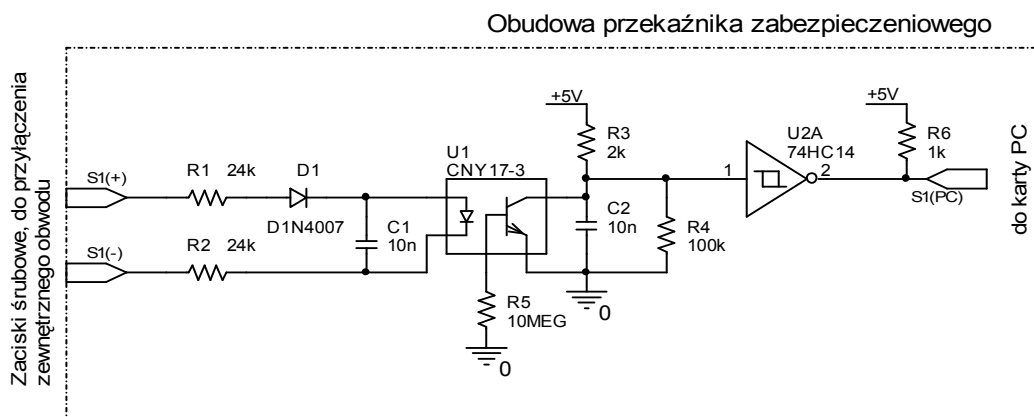 Obudowa przekaźnika zabezpieczeniowego
Zaciski śrubowe, do przyłączenia
zewnętrznego obwodu
S1(+)
R1 24k
D1
D1N4007
S1(-)
R2 24k
C1
10n
U1
CNY17-3
R5
10MEG
0
+5V
R3
2k
C2
10n
0
R4
100k
1
U2A
74HC14
2
+5V
R6
1k
S1(PC)
do karty PC